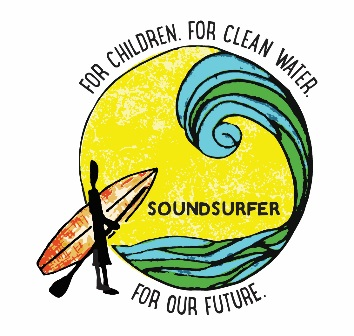 FOR CHILDREN. FOR CLEAN WATER.
SOUNDSURFER
FOR OUR FUTURE.